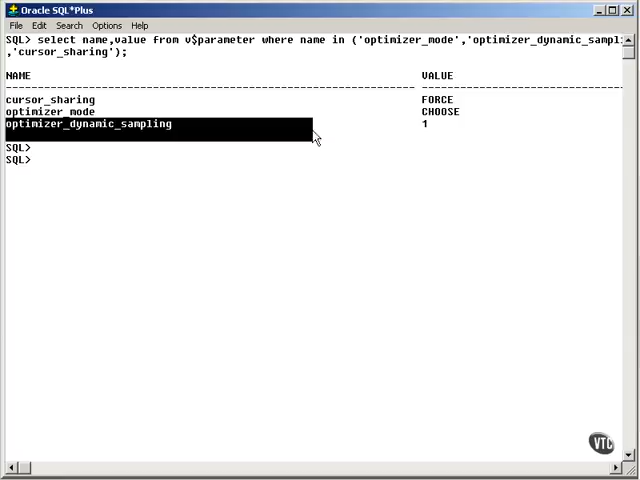 Oracle SQL*Plus
File Edit Search Options Help
SQL> select name,value from v$parameter where name in ('optimizer_mode','optimizer_dynamic_sampli
,'cursor_sharing');
NAME VALUE
cursor_sharing FORCE
optimizer_mode CHOOSE
optimizer_dynamic_sampling 1
SQL>
SQL>
VTC